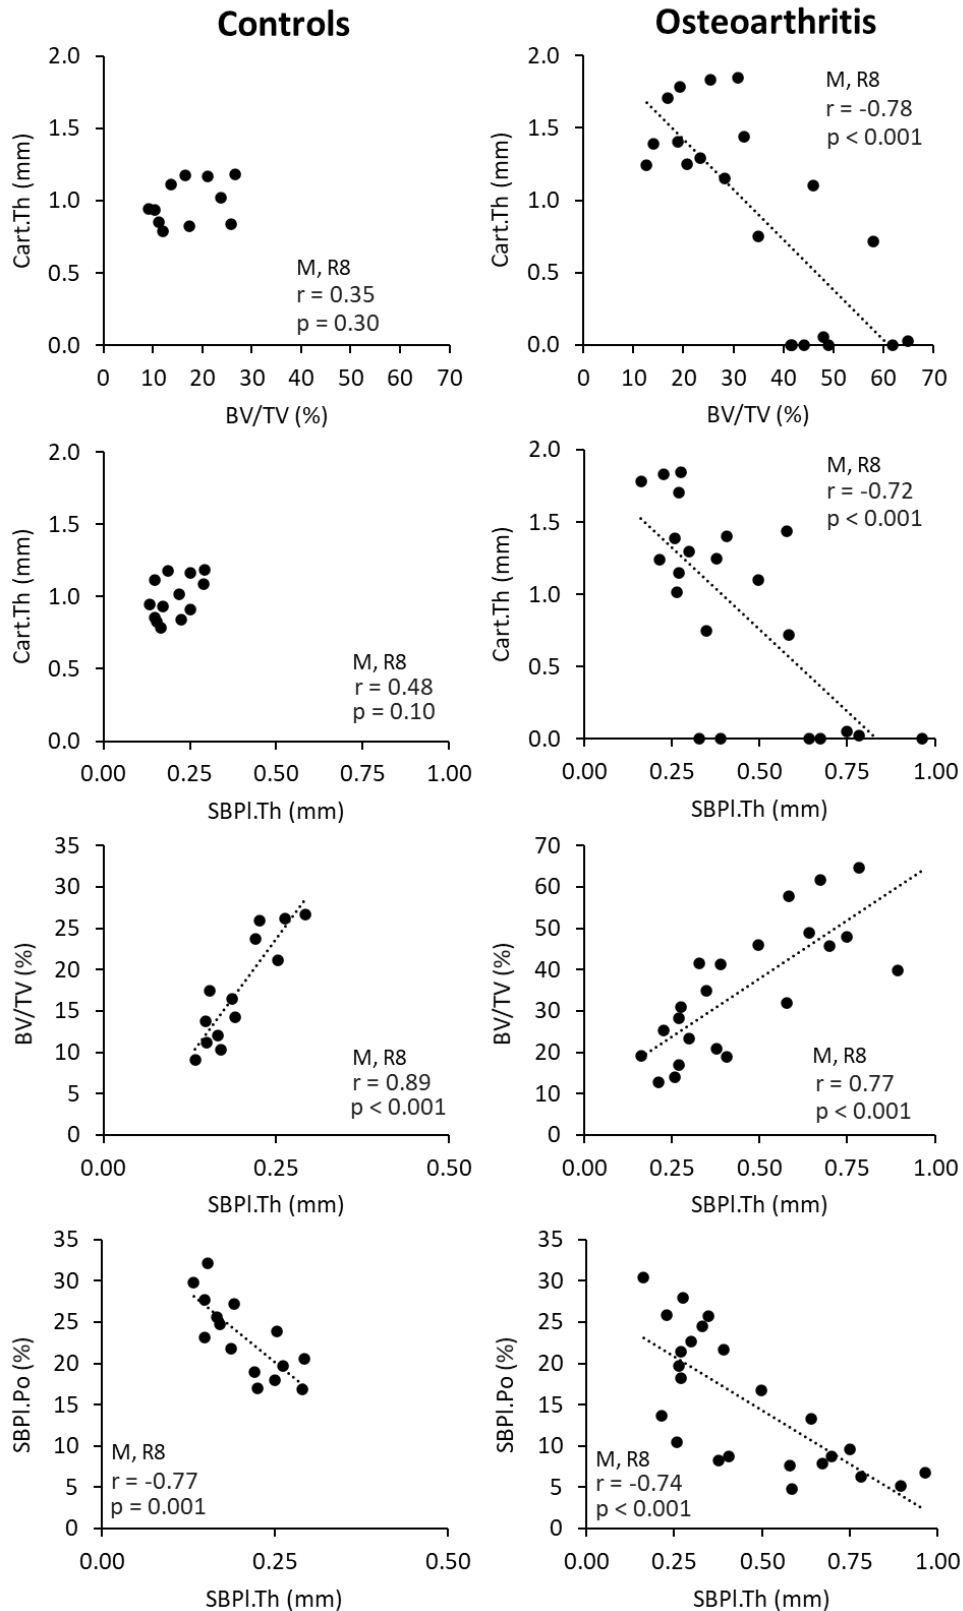 Controls
Osteoarthritis
2.0
1.5
1.0
0.5
0.0
Cart.Th (mm)
M, R8
r = 0.35
p = 0.30
0 10 20 30 40 50 60 70
BV/TV (%)
2.0
1.5
1.0
0.5
0.0
Cart.Th (mm)
M, R8
r = -0.78
p < 0.001
0 10 20 30 40 50 60 70
BV/TV (%)
2.0
1.5
1.0
0.5
0.0
Cart.Th (mm)
M, R8
r = 0.48
p = 0.10
0.00 0.25 0.50 0.75 1.00
SBPl.Th (mm)
2.0
1.5
1.0
0.5
0.0
Cart.Th (mm)
M, R8
r = -0.72
p < 0.001
0.00 0.25 0.50 0.75 1.00
SBPl.Th (mm)
35
30
25
20
15
10
5
0
BV/TV (%)
M, R8
r = 0.89
p < 0.001
0.00 0.25 0.50
SBPl.Th (mm)
70
60
50
40
30
20
10
0
BV/TV (%)
M, R8
r = 0.77
p < 0.001
0.00 0.25 0.50 0.75 1.00
SBPl.Th (mm)
35
30
25
20
15
10
5
0
SBPl.Po (%)
M, R8
r = -0.77
p = 0.001
0.00 0.25 0.50
SBPl.Th (mm)
35
30
25
20
15
10
5
0
SBPl.Po (%)
M, R8
r = -0.74
p < 0.001
0.00 0.25 0.50 0.75 1.00
SBPl.Th (mm)